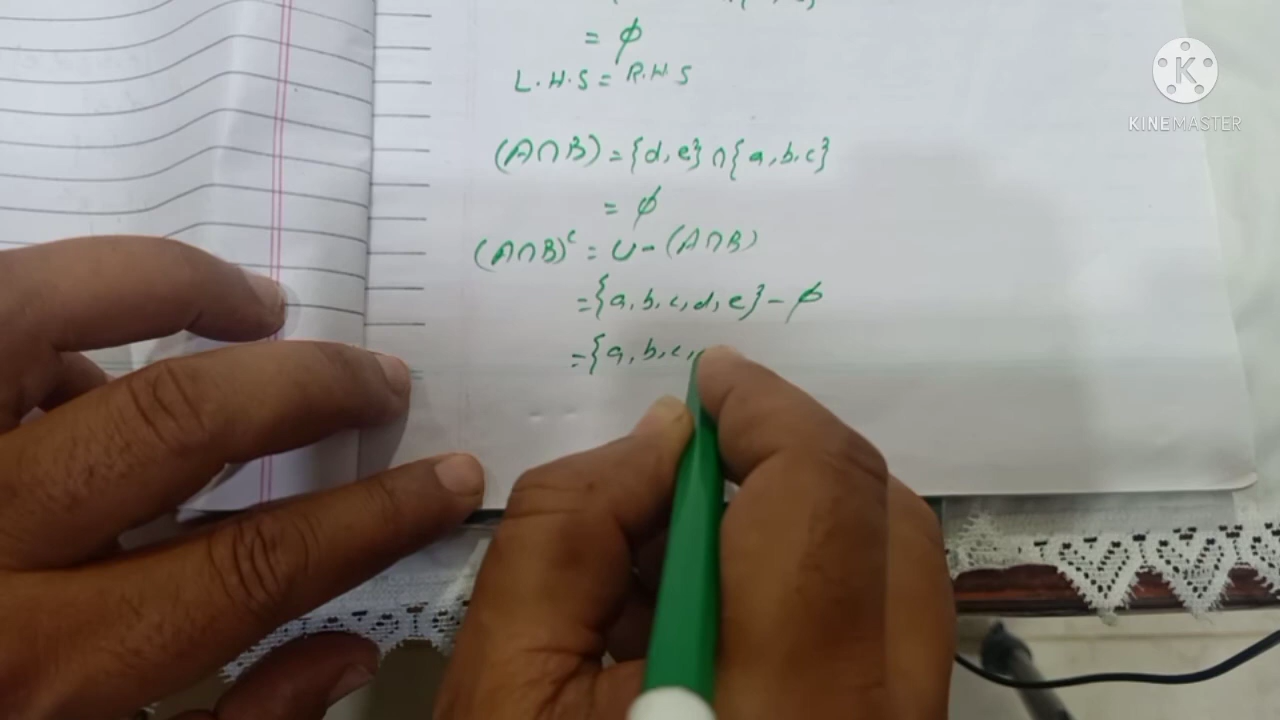 = ϕ
L.H.S = R.H.S
(A∩B) = {d, e} ∩ {a, b, c}
= ϕ
(A∩B)ᶜ = U - (A∩B)
= {a, b, c, d, e} - ϕ
= {a, b, c,
K
KINEMASTER